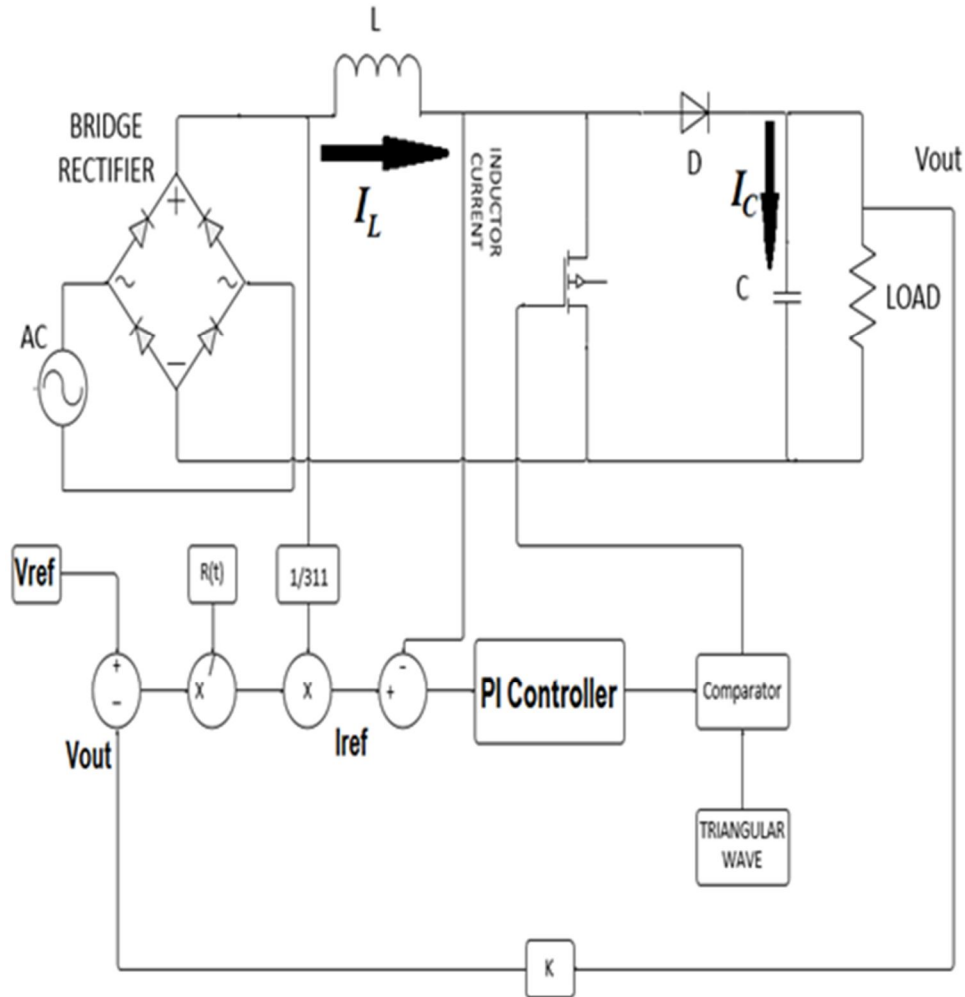 L
BRIDGE
RECTIFIER
I_L
INDUCTOR
CURRENT
D
I_C
Vout
C
LOAD
AC
+
~
~
−
Vref
R(t)
1/311
+
−
X
X
-
+
PI Controller
Comparator
Vout
Iref
TRIANGULAR
WAVE
K